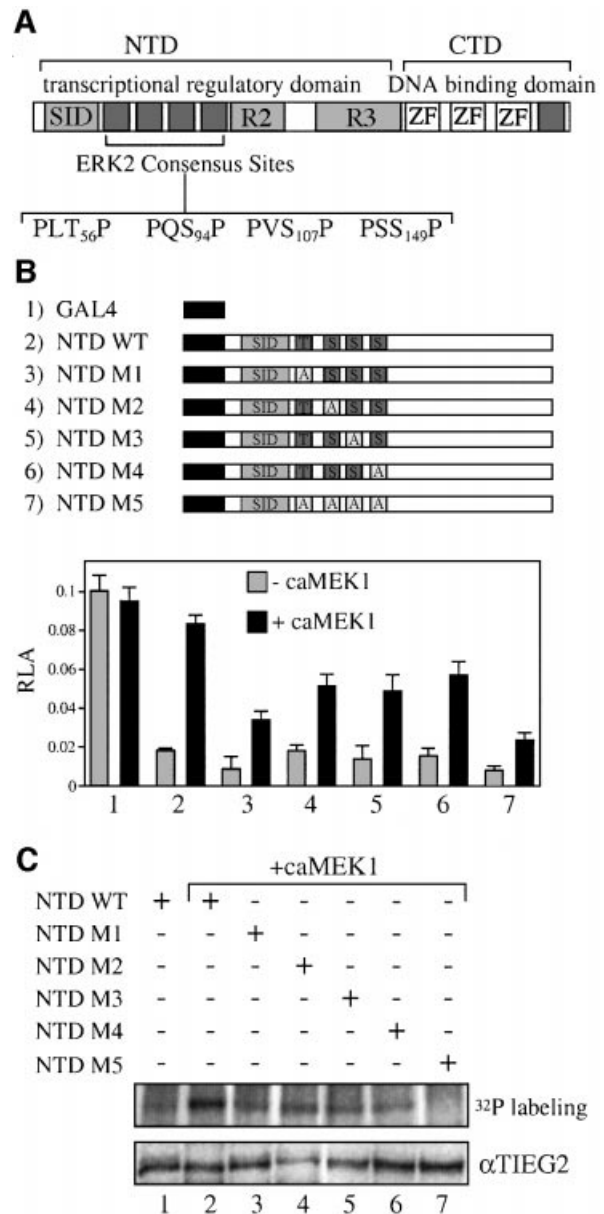 A
NTD CTD
transcriptional regulatory domain DNA binding domain
SID R2 R3 ZF ZF ZF
ERK2 Consensus Sites
PLT56P PQS94P PVS107P PSS149P
B
1) GAL4
2) NTD WT SID T S S S
3) NTD M1 SID A S S S
4) NTD M2 SID T A S S
5) NTD M3 SID T S A S
6) NTD M4 SID T S S A
7) NTD M5 SID A A A A
- caMEK1
+ caMEK1
RLA
0.1
0.08
0.06
0.04
0.02
0
1 2 3 4 5 6 7
C
+caMEK1
NTD WT + + - - - - -
NTD M1 - - + - - - -
NTD M2 - - - + - - -
NTD M3 - - - - + - -
NTD M4 - - - - - + -
NTD M5 - - - - - - +
32P labeling
αTIEG2
1 2 3 4 5 6 7